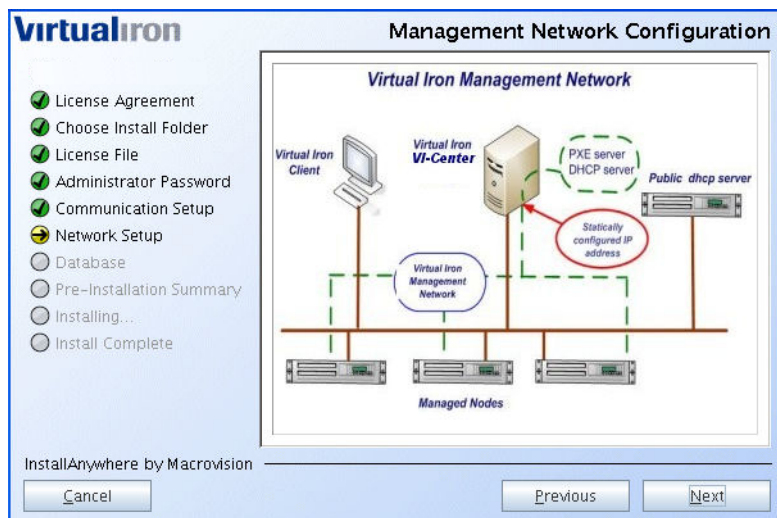 Virtualiron
Management Network Configuration
License Agreement
Choose Install Folder
License File
Administrator Password
Communication Setup
Network Setup
Database
Pre-Installation Summary
Installing...
Install Complete
Virtual Iron Management Network
Virtual Iron
Client
Virtual Iron
VI-Center
PXE server
DHCP server
Public dhcp server
Statically
configured IP
address
Virtual Iron
Management
Network
Managed Nodes
InstallAnywhere by Macrovision
Cancel
Previous
Next